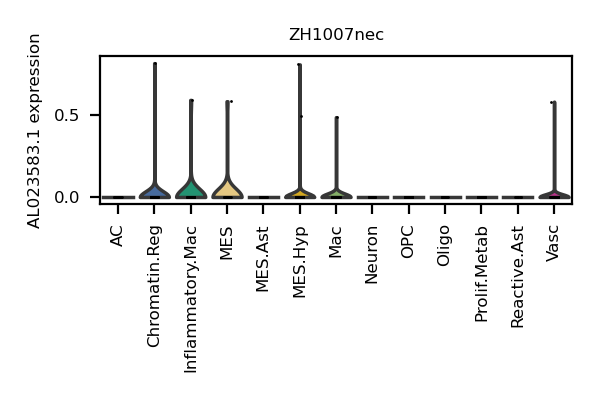 ZH1007nec
AL023583.1 expression
0.5
0.0
AC
Chromatin.Reg
Inflammatory.Mac
MES
MES.Ast
MES.Hyp
Mac
Neuron
OPC
Oligo
Prolif.Metab
Reactive.Ast
Vasc